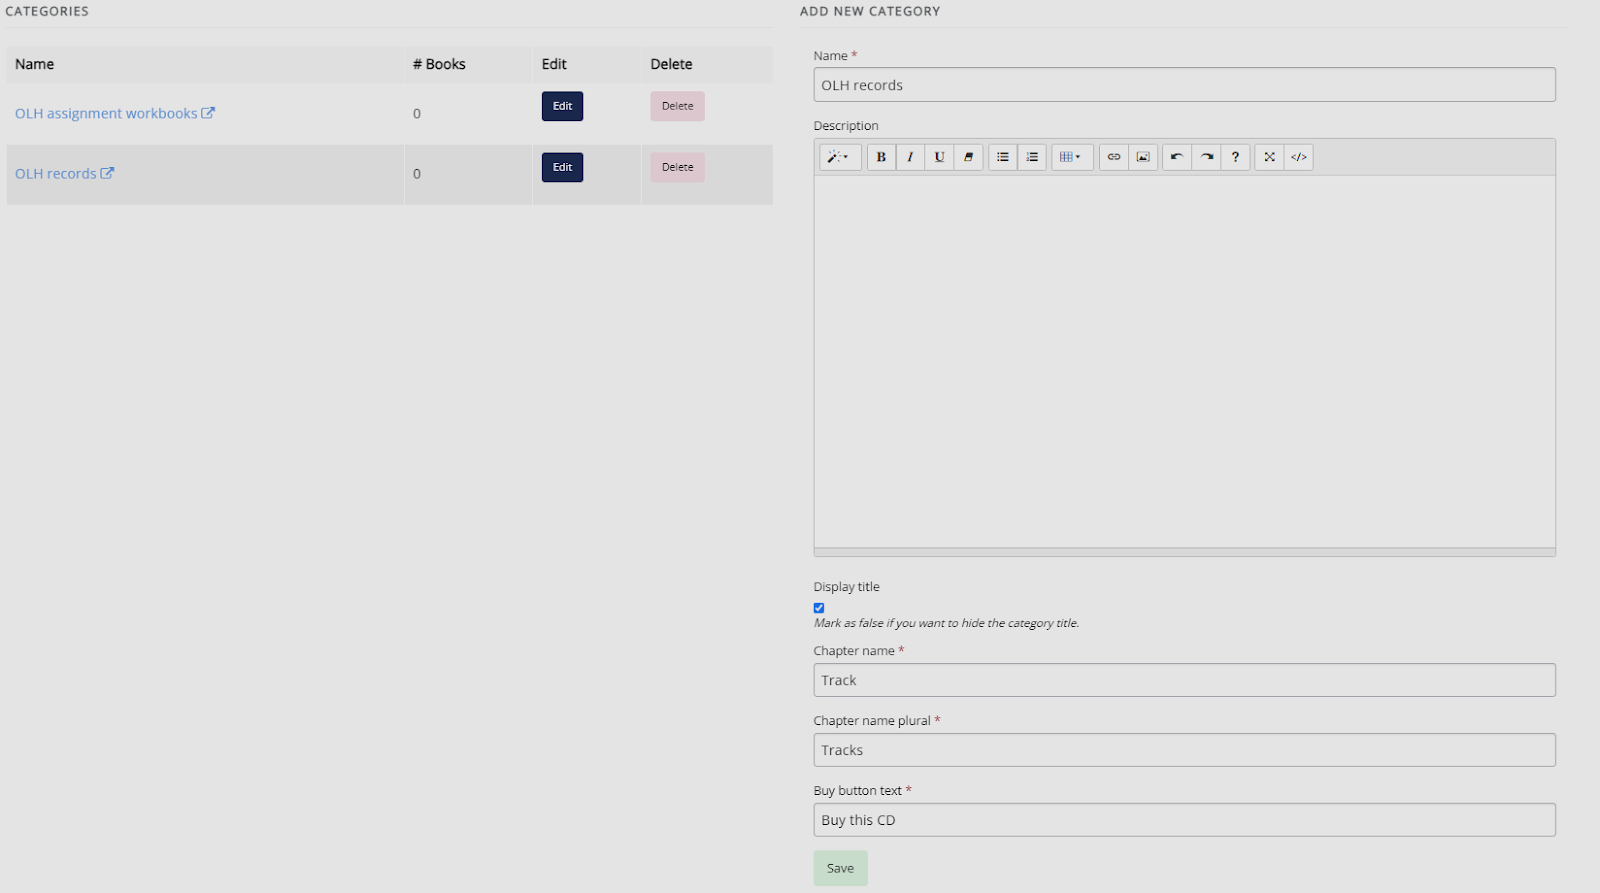 CATEGORIES
Name # Books Edit Delete
OLH assignment workbooks 0 Edit Delete
OLH records 0 Edit Delete
ADD NEW CATEGORY
Name *
OLH records
Description
B I U ? </>
Display title
Mark as false if you want to hide the category title.
Chapter name *
Track
Chapter name plural *
Tracks
Buy button text *
Buy this CD
Save